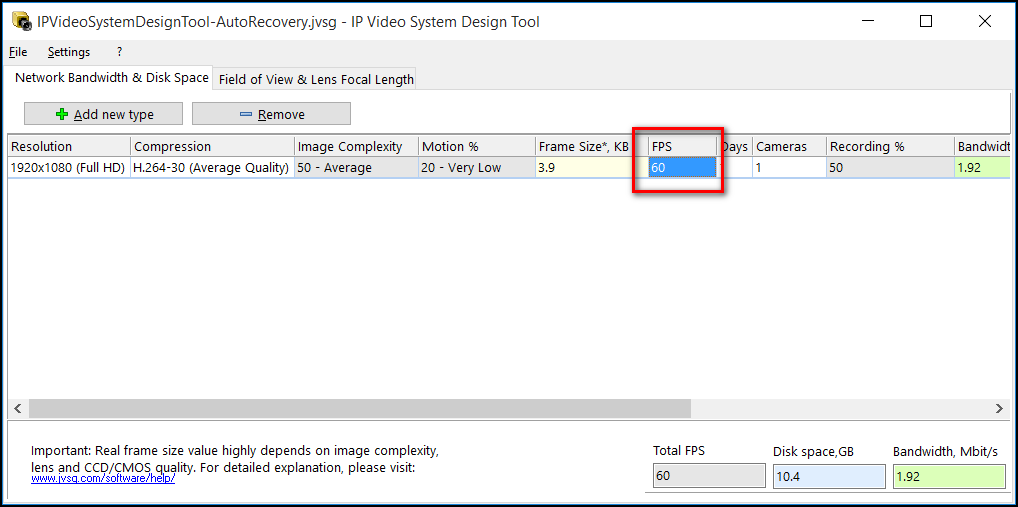 IPVideoSystemDesignTool-AutoRecovery.jvsg - IP Video System Design Tool
File Settings ?
Network Bandwidth & Disk Space Field of View & Lens Focal Length
Add new type Remove
Resolution Compression Image Complexity Motion % Frame Size*, KB FPS Days Cameras Recording % Bandwidt
1920x1080 (Full HD) H.264-30 (Average Quality) 50 - Average 20 - Very Low 3.9 60 1 50 1.92
Important: Real frame size value highly depends on image complexity,
lens and CCD/CMOS quality. For detailed explanation, please visit:
www.jvsg.com/software/help/
Total FPS Disk space,GB Bandwidth, Mbit/s
60 10.4 1.92